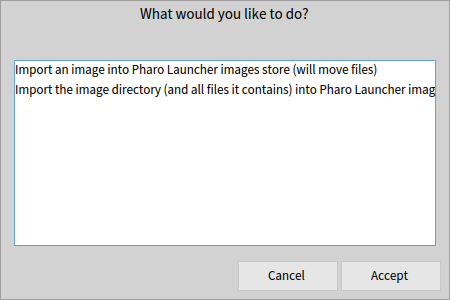 What would you like to do?
Import an image into Pharo Launcher images store (will move files)
Import the image directory (and all files it contains) into Pharo Launcher imag
Cancel
Accept